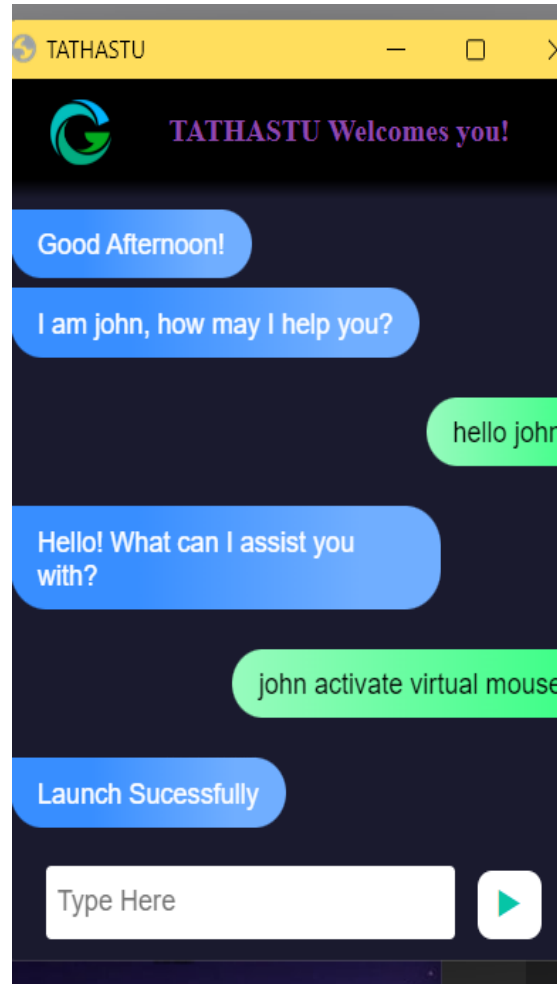 TATHASTU
TATHASTU Welcomes you!
Good Afternoon!
I am john, how may I help you?
hello john
Hello! What can I assist you
with?
john activate virtual mouse
Launch Sucessfully
Type Here